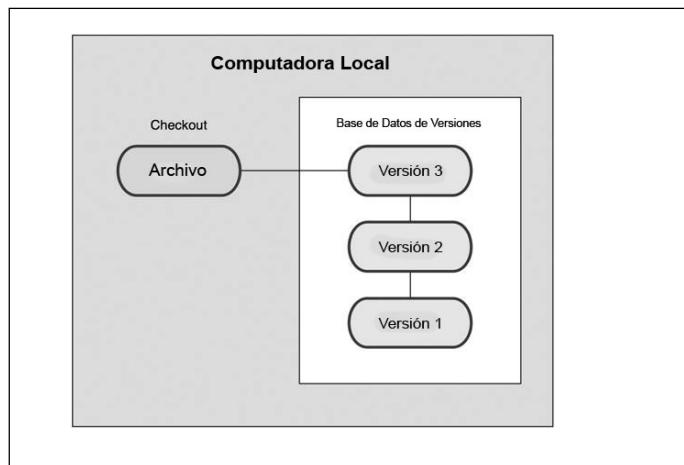 Computadora Local
Checkout
Base de Datos de Versiones
Archivo
Versión 3
Versión 2
Versión 1